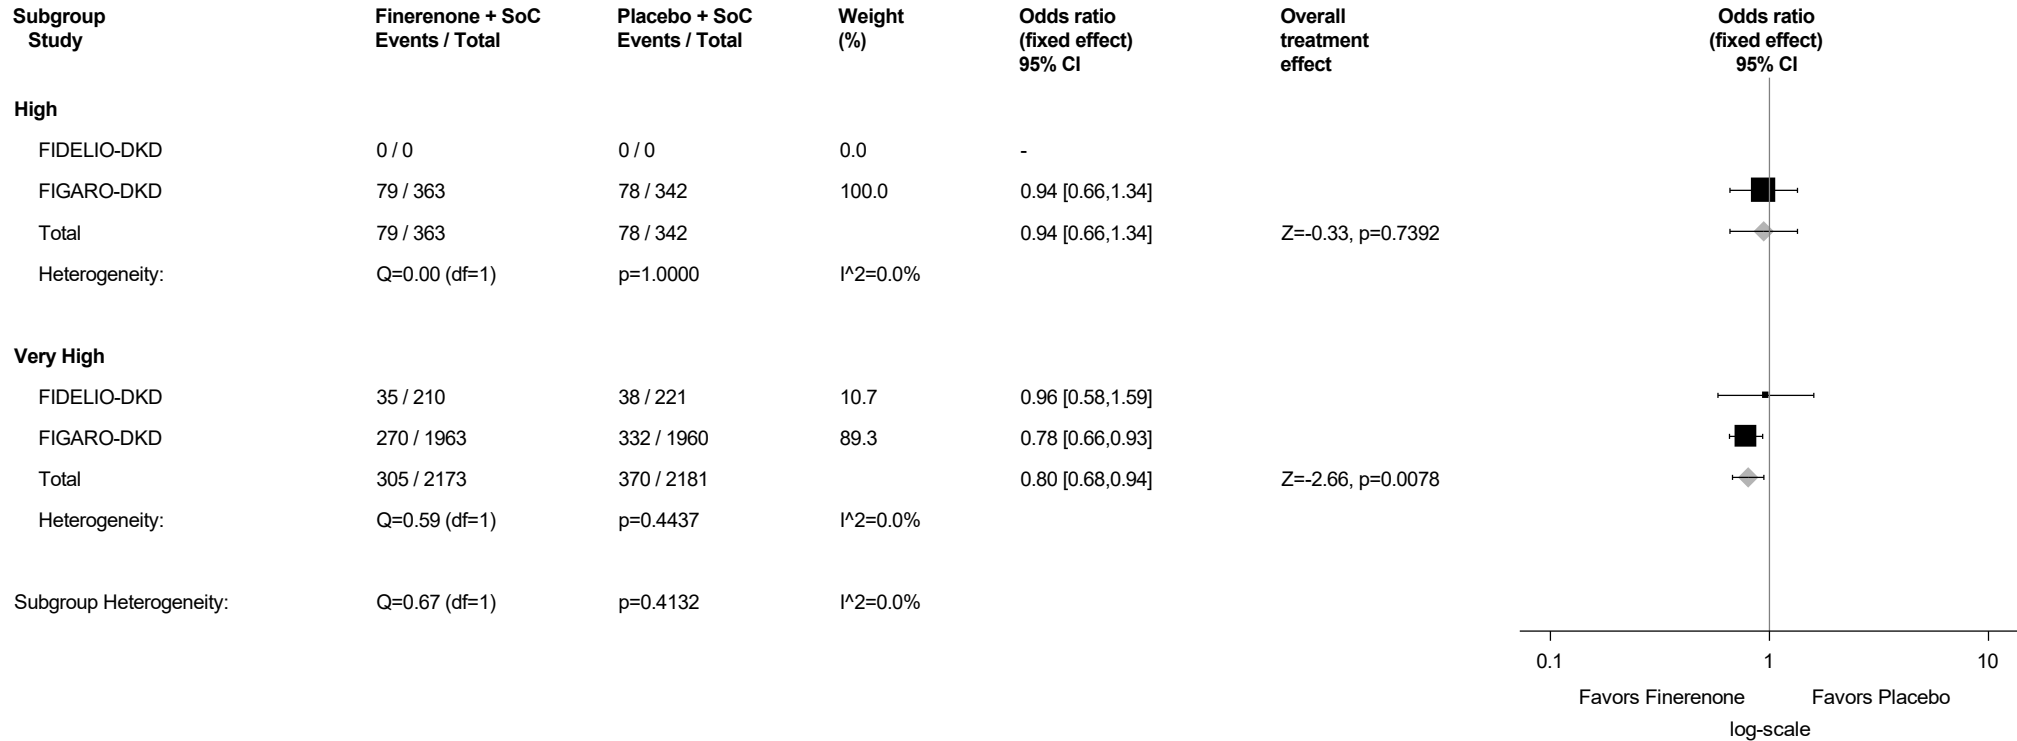 Subgroup Finerenone + SoC Placebo + SoC Weight Odds ratio Overall Odds ratio
Study Events / Total Events / Total (%) (fixed effect) treatment (fixed effect)
95% CI effect 95% CI
High
FIDELIO-DKD 0 / 0 0 / 0 0.0 -
FIGARO-DKD 79 / 363 78 / 342 100.0 0.94 [0.66,1.34]
Total 79 / 363 78 / 342 0.94 [0.66,1.34] Z=-0.33, p=0.7392
Heterogeneity: Q=0.00 (df=1) p=1.0000 I^2=0.0%
Very High
FIDELIO-DKD 35 / 210 38 / 221 10.7 0.96 [0.58,1.59]
FIGARO-DKD 270 / 1963 332 / 1960 89.3 0.78 [0.66,0.93]
Total 305 / 2173 370 / 2181 0.80 [0.68,0.94] Z=-2.66, p=0.0078
Heterogeneity: Q=0.59 (df=1) p=0.4437 I^2=0.0%
Subgroup Heterogeneity: Q=0.67 (df=1) p=0.4132 I^2=0.0%
0.1 1 10
Favors Finerenone Favors Placebo
log-scale